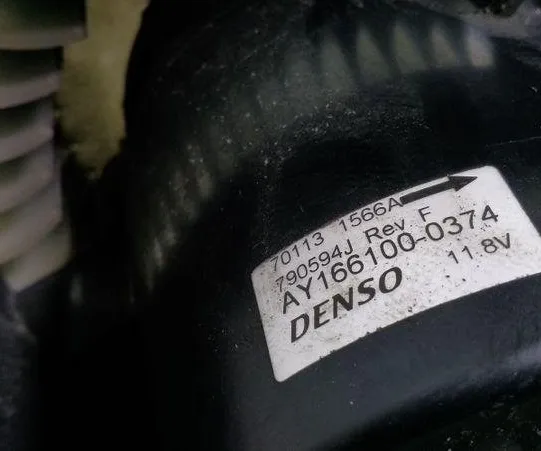 70113 1566A
790594J Rev F
AY166100-0374
DENSO 11.8V